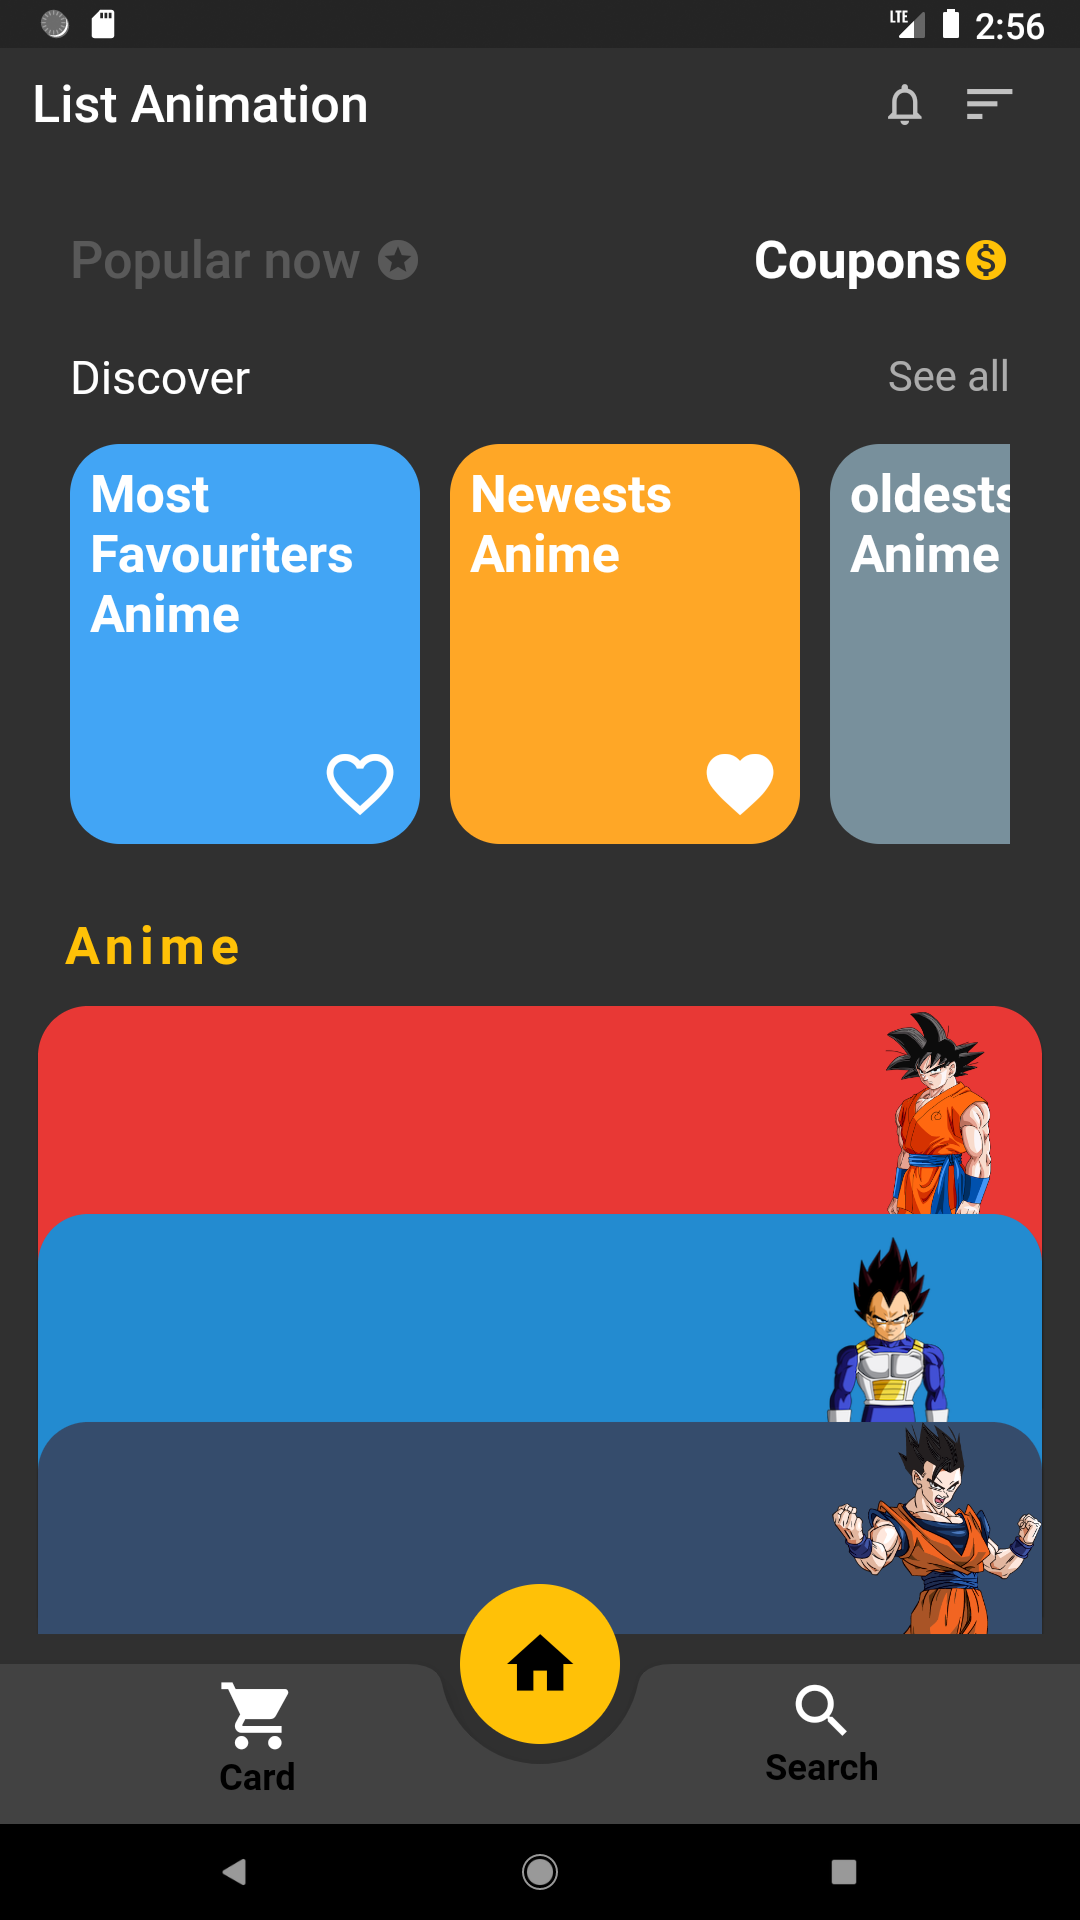 LTE 2:56
List Animation
Popular now
Coupons
Discover
See all
Most
Favouriters
Anime
Newests
Anime
oldests
Anime
Anime
Card
Search